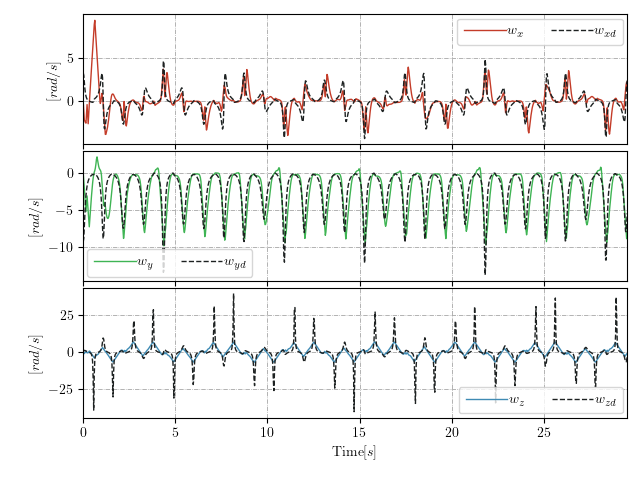 [rad/s]
5
0
w_x w_xd
[rad/s]
0
−5
−10
w_y w_yd
[rad/s]
25
0
−25
w_z w_zd
0 5 10 15 20 25
Time[s]